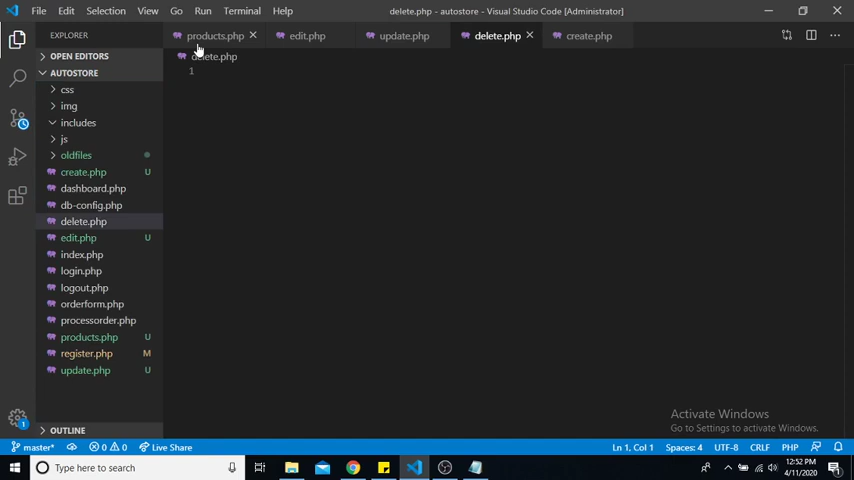 File Edit Selection View Go Run Terminal Help
delete.php - autostore - Visual Studio Code [Administrator]
EXPLORER
products.php
edit.php
update.php
delete.php
create.php
OPEN EDITORS
delete.php
AUTOSTORE
1
css
img
includes
js
oldfiles
create.php U
dashboard.php
db-config.php
delete.php
edit.php U
index.php
login.php
logout.php
orderform.php
processorder.php
products.php U
register.php M
update.php U
OUTLINE
Activate Windows
Go to Settings to activate Windows.
1
master* 0 0 Live Share Ln 1, Col 1 Spaces: 4 UTF-8 CRLF PHP
Type here to search
12:52 PM
4/11/2020